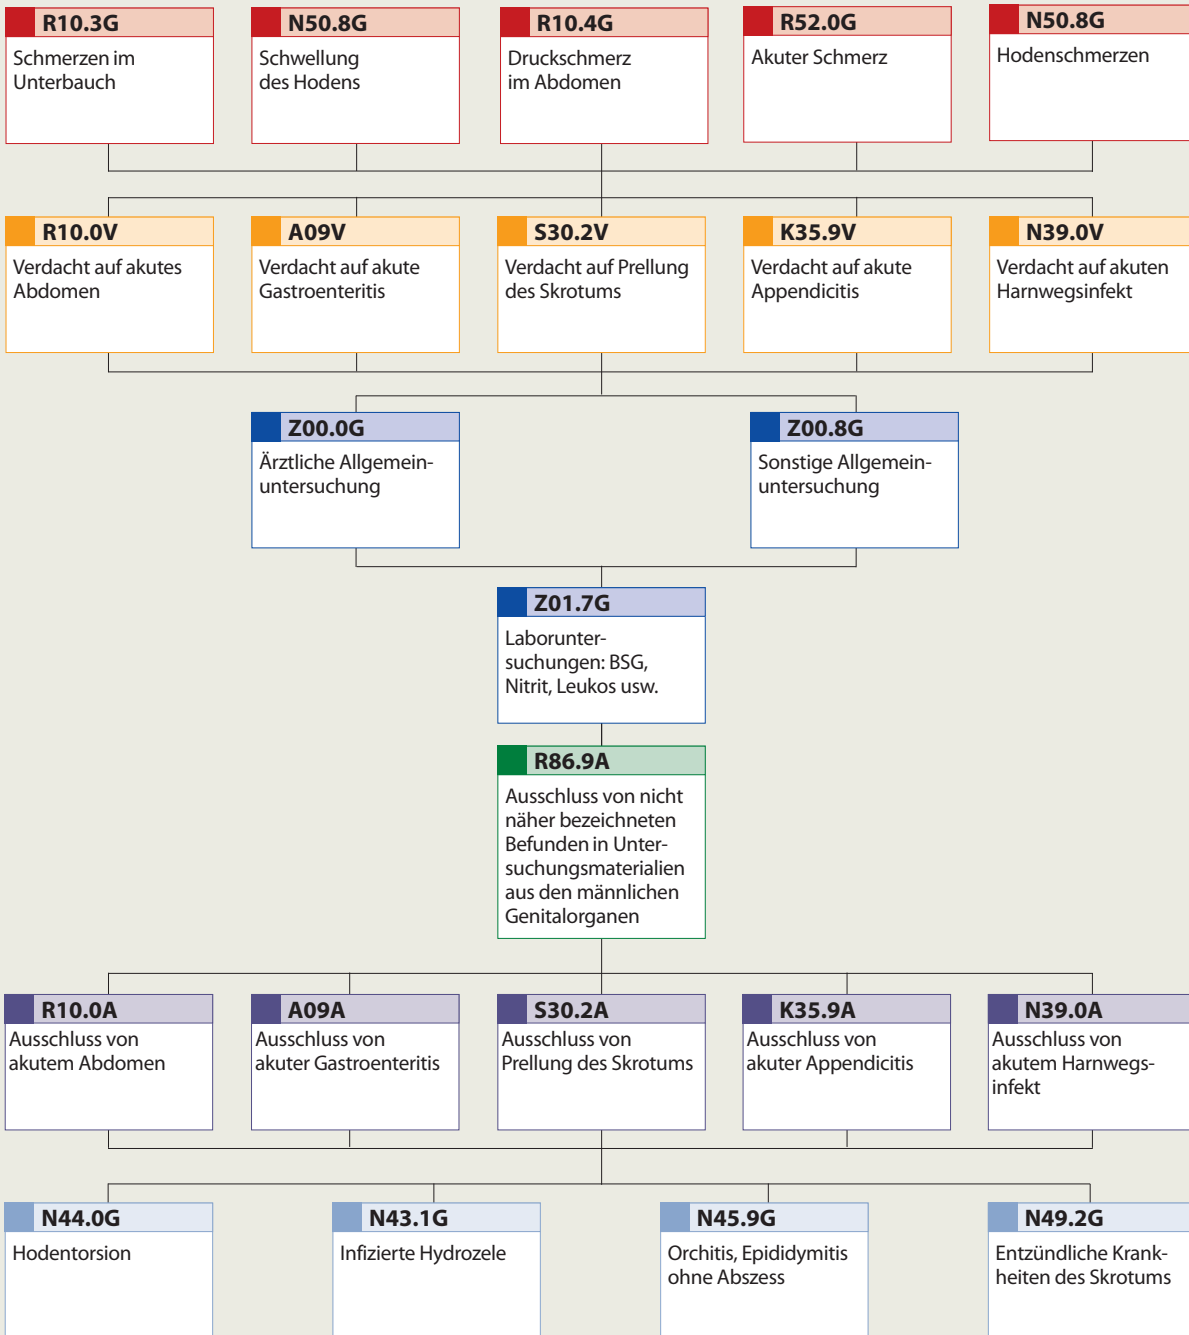 R10.3G
Schmerzen im
Unterbauch
N50.8G
Schwellung
des Hodens
R10.4G
Druckschmerz
im Abdomen
R52.0G
Akuter Schmerz
N50.8G
Hodenschmerzen
R10.0V
Verdacht auf akutes
Abdomen
A09V
Verdacht auf akute
Gastroenteritis
S30.2V
Verdacht auf Prellung
des Skrotums
K35.9V
Verdacht auf akute
Appendicitis
N39.0V
Verdacht auf akuten
Harnwegsinfekt
Z00.0G
Ärztliche Allgemein-
untersuchung
Z00.8G
Sonstige Allgemein-
untersuchung
Z01.7G
Laborunter-
suchungen: BSG,
Nitrit, Leukos usw.
R86.9A
Ausschluss von nicht
näher bezeichneten
Befunden in Unter-
suchungsmaterialien
aus den männlichen
Genitalorganen
R10.0A
Ausschluss von
akutem Abdomen
A09A
Ausschluss von
akuter Gastroenteritis
S30.2A
Ausschluss von
Prellung des Skrotums
K35.9A
Ausschluss von
akuter Appendicitis
N39.0A
Ausschluss von
akutem Harnwegs-
infekt
N44.0G
Hodentorsion
N43.1G
Infizierte Hydrozele
N45.9G
Orchitis, Epididymitis
ohne Abszess
N49.2G
Entzündliche Krank-
heiten des Skrotums